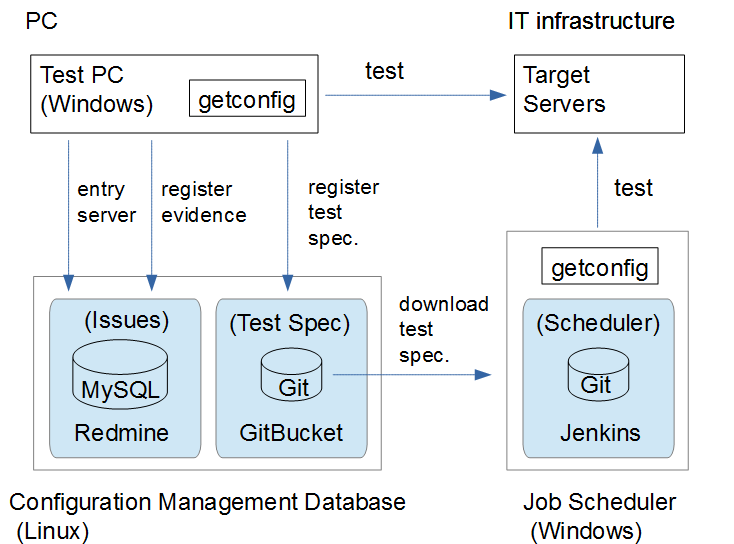 PC
IT infrastructure
Test PC
(Windows)
getconfig
test
Target
Servers
entry
server
register
evidence
register
test
spec.
test
getconfig
(Issues)
MySQL
Redmine
(Test Spec)
Git
GitBucket
download
test
spec.
(Scheduler)
Git
Jenkins
Configuration Management Database
(Linux)
Job Scheduler
(Windows)